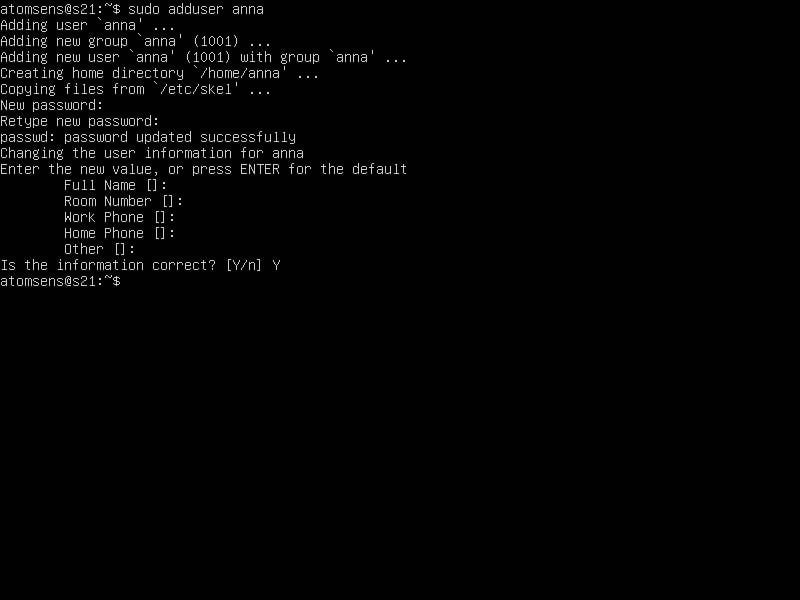 atomsens@s21:~$ sudo adduser anna
Adding user `anna' ...
Adding new group `anna' (1001) ...
Adding new user `anna' (1001) with group `anna' ...
Creating home directory `/home/anna' ...
Copying files from `/etc/skel' ...
New password:
Retype new password:
passwd: password updated successfully
Changing the user information for anna
Enter the new value, or press ENTER for the default
        Full Name []:
        Room Number []:
        Work Phone []:
        Home Phone []:
        Other []:
Is the information correct? [Y/n] Y
atomsens@s21:~$